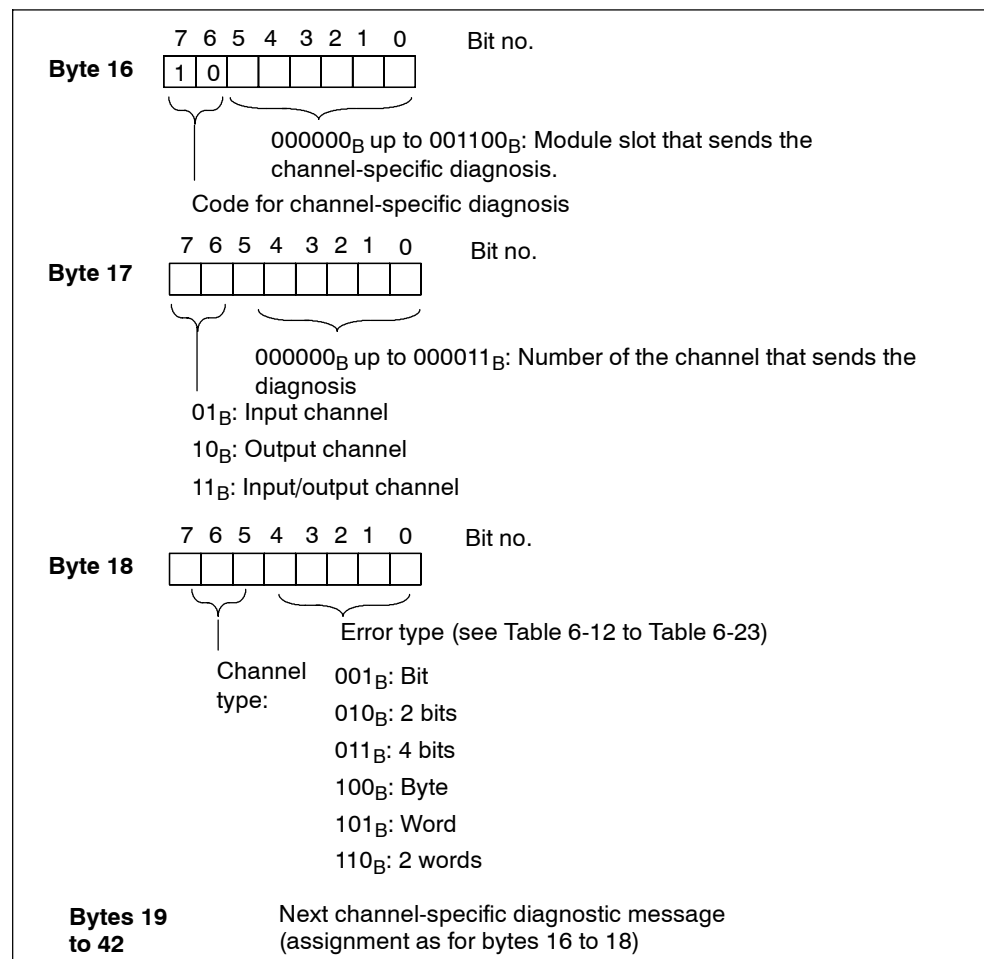 7 6 5 4 3 2 1 0 Bit no.
Byte 16 1 0
000000B up to 001100B: Module slot that sends the
channel-specific diagnosis.
Code for channel-specific diagnosis
7 6 5 4 3 2 1 0 Bit no.
Byte 17
000000B up to 000011B: Number of the channel that sends the
diagnosis
01B: Input channel
10B: Output channel
11B: Input/output channel
7 6 5 4 3 2 1 0 Bit no.
Byte 18
Error type (see Table 6-12 to Table 6-23)
Channel 001B: Bit
type:
010B: 2 bits
011B: 4 bits
100B: Byte
101B: Word
110B: 2 words
Bytes 19 Next channel-specific diagnostic message
to 42 (assignment as for bytes 16 to 18)